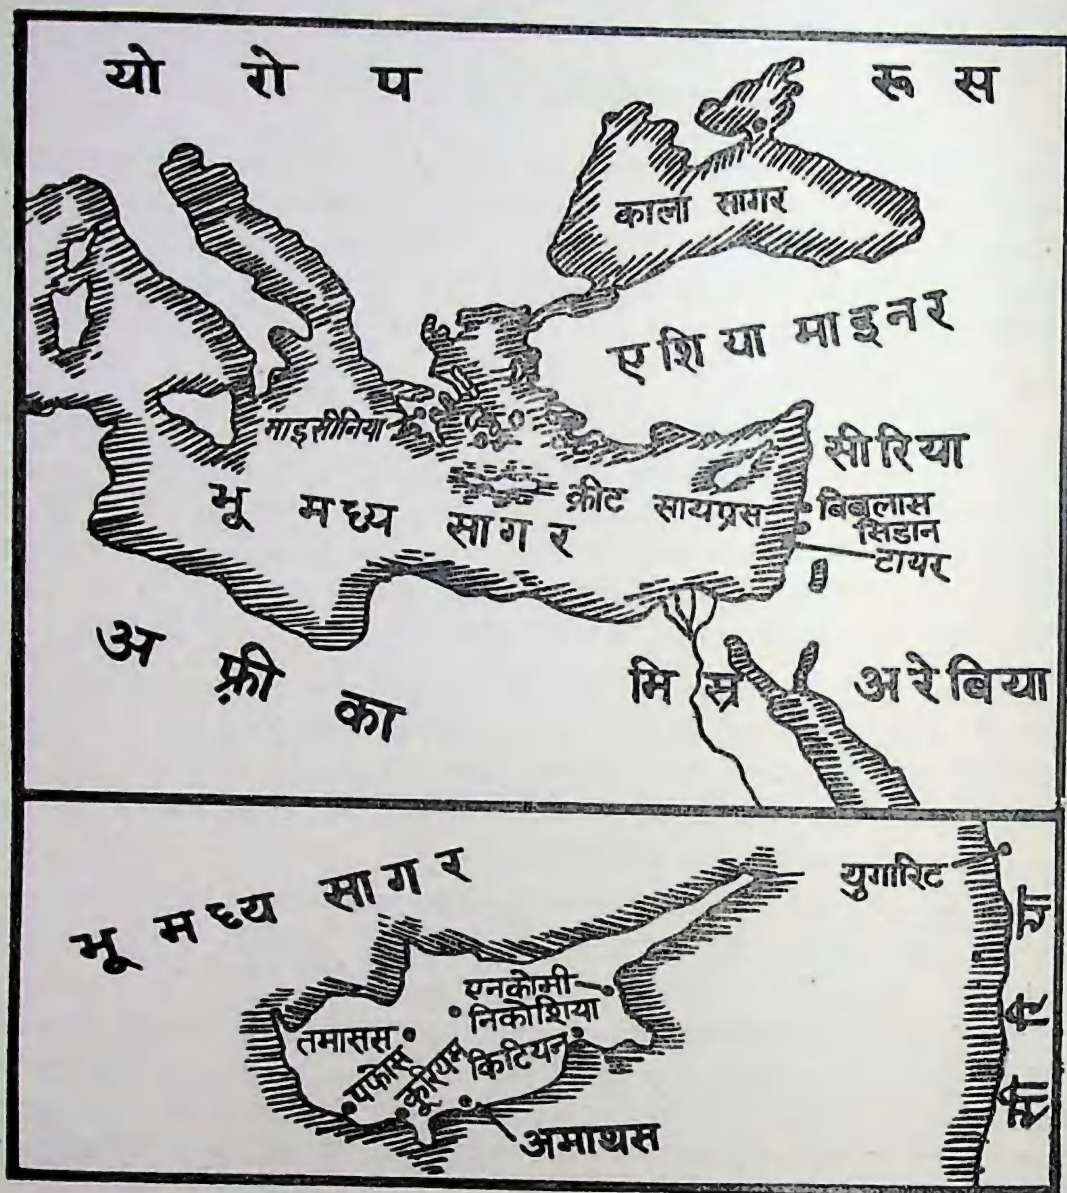 योरोप रूस
काला सागर
एशिया माइनर
माइसीनिया
सीरिया
भू मध्य सागर
क्रीट सायप्रस
बिबलास
सिडान
टायर
अफ़्रीका
मिस्र अरेबिया
भू मध्य सागर
युगारिट
सीरिया
एनकोमी
निकोशिया
तमासस
पफोस
कुरियम
किटियन
अमाथस